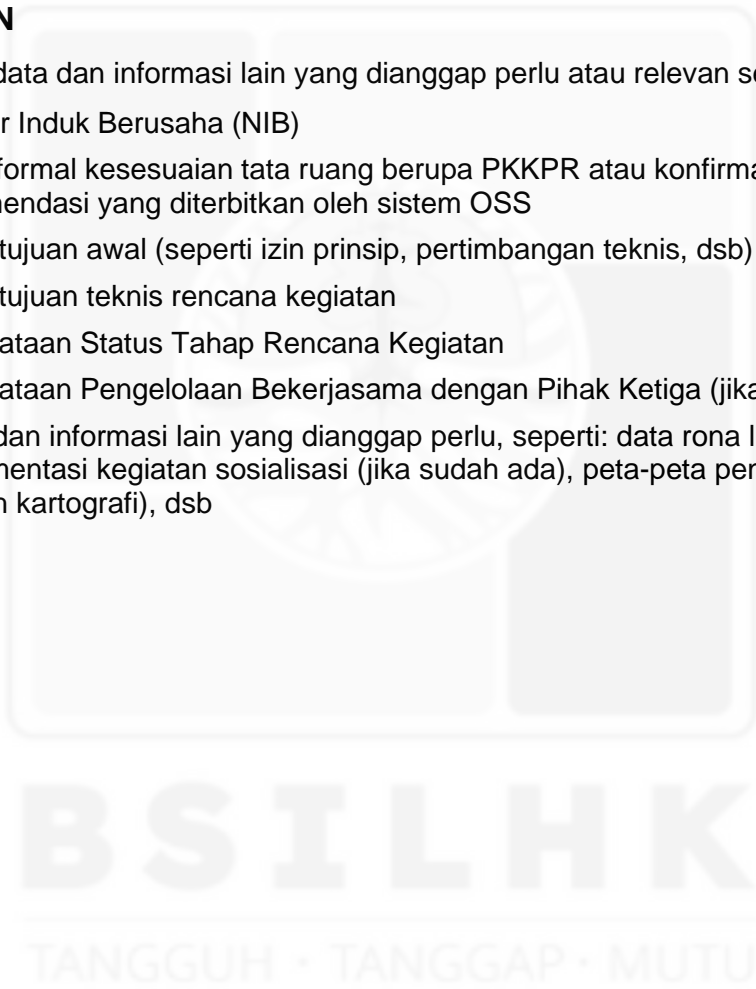 N
data dan informasi lain yang dianggap perlu atau relevan se
r Induk Berusaha (NIB)
formal kesesuaian tata ruang berupa PKKPR atau konfirma
nendasi yang diterbitkan oleh sistem OSS
tujuan awal (seperti izin prinsip, pertimbangan teknis, dsb)
tujuan teknis rencana kegiatan
ataan Status Tahap Rencana Kegiatan
ataan Pengelolaan Bekerjasama dengan Pihak Ketiga (jika
dan informasi lain yang dianggap perlu, seperti: data rona l
mentasi kegiatan sosialisasi (jika sudah ada), peta-peta pen
n kartografi), dsb
BSILHK
TANGGUH · TANGGAP · MUTU